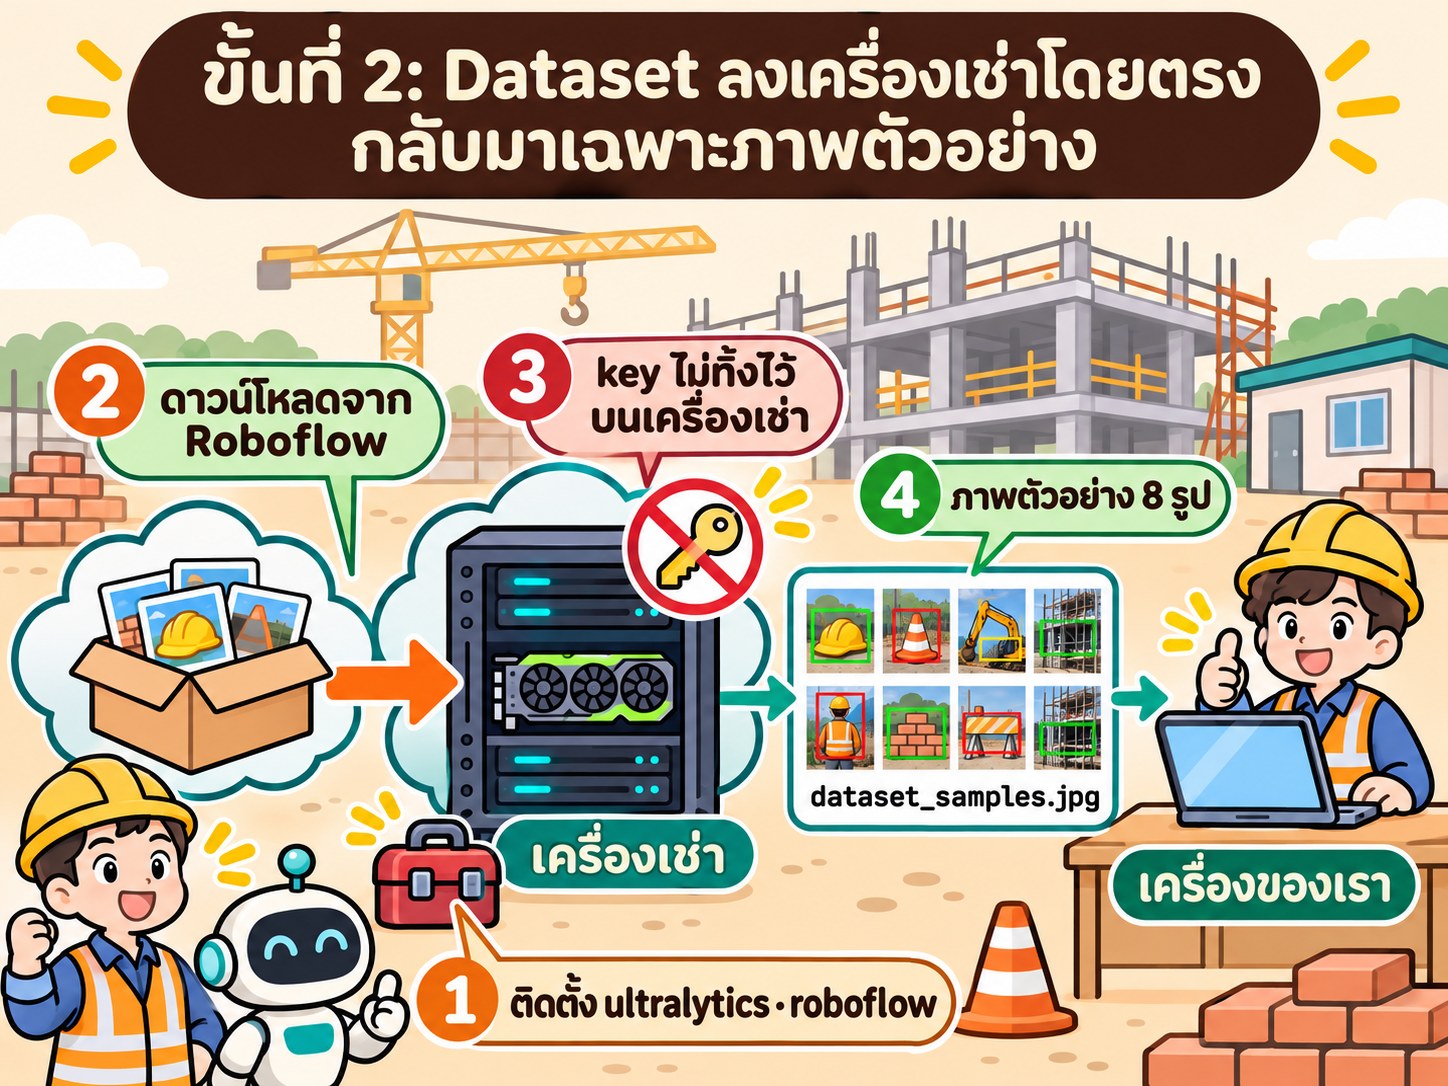 ขั้นที่ 2: Dataset ลงเครื่องเช่าโดยตรง
กลับมาเฉพาะภาพตัวอย่าง
2
ดาวน์โหลดจาก
Roboflow
3
key ไม่ทิ้งไว้
บนเครื่องเช่า
4
ภาพตัวอย่าง 8 รูป
dataset_samples.jpg
เครื่องเช่า
เครื่องของเรา
1
ติดตั้ง ultralytics · roboflow